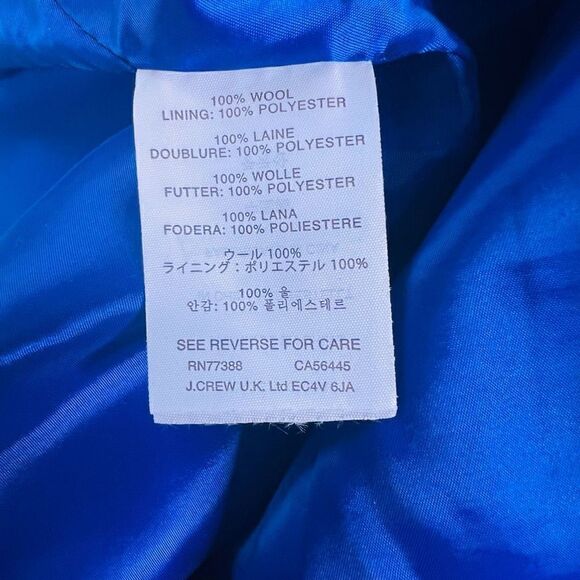 100% WOOL
LINING: 100% POLYESTER
100% LAINE
DOUBLURE: 100% POLYESTER
100% WOLLE
FUTTER: 100% POLYESTER
100% LANA
FODERA: 100% POLIESTERE
ウール 100%
ライニング : ポリエステル 100%
100% 울
안감: 100% 폴리에스테르
SEE REVERSE FOR CARE
RN77388 CA56445
J.CREW U.K. Ltd EC4V 6JA